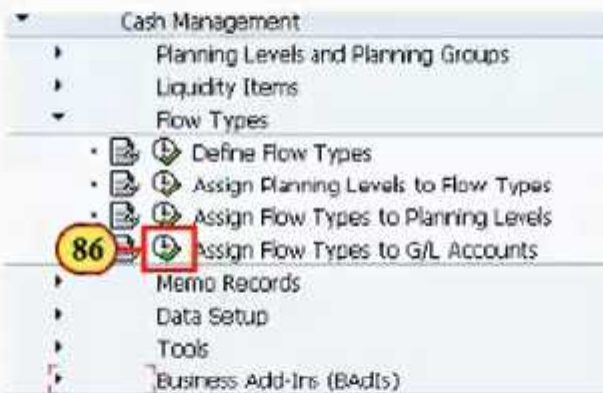 Cash Management
Planning Levels and Planning Groups
Liquidity Items
Flow Types
Define Flow Types
Assign Planning Levels to Flow Types
Assign Flow Types to Planning Levels
86 Assign Flow Types to G/L Accounts
Memo Records
Data Setup
Tools
Business Add-Ins (BAdIs)